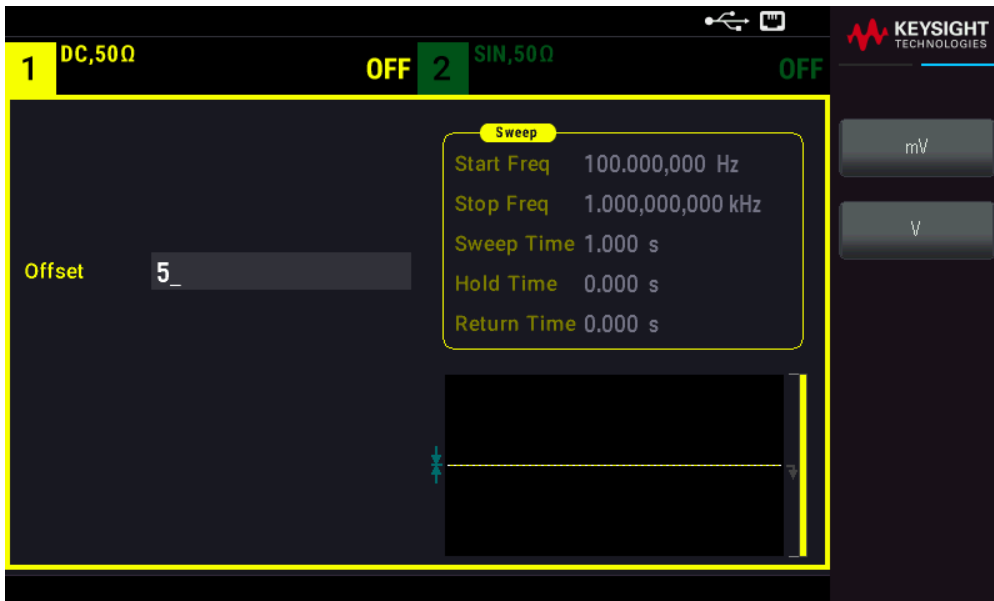 KEYSIGHT
TECHNOLOGIES
1 DC,50Ω OFF 2 SIN,50Ω OFF
Sweep
Start Freq 100.000,000 Hz
Stop Freq 1.000,000,000 kHz
Sweep Time 1.000 s
Hold Time 0.000 s
Return Time 0.000 s
Offset 5_
mV
V